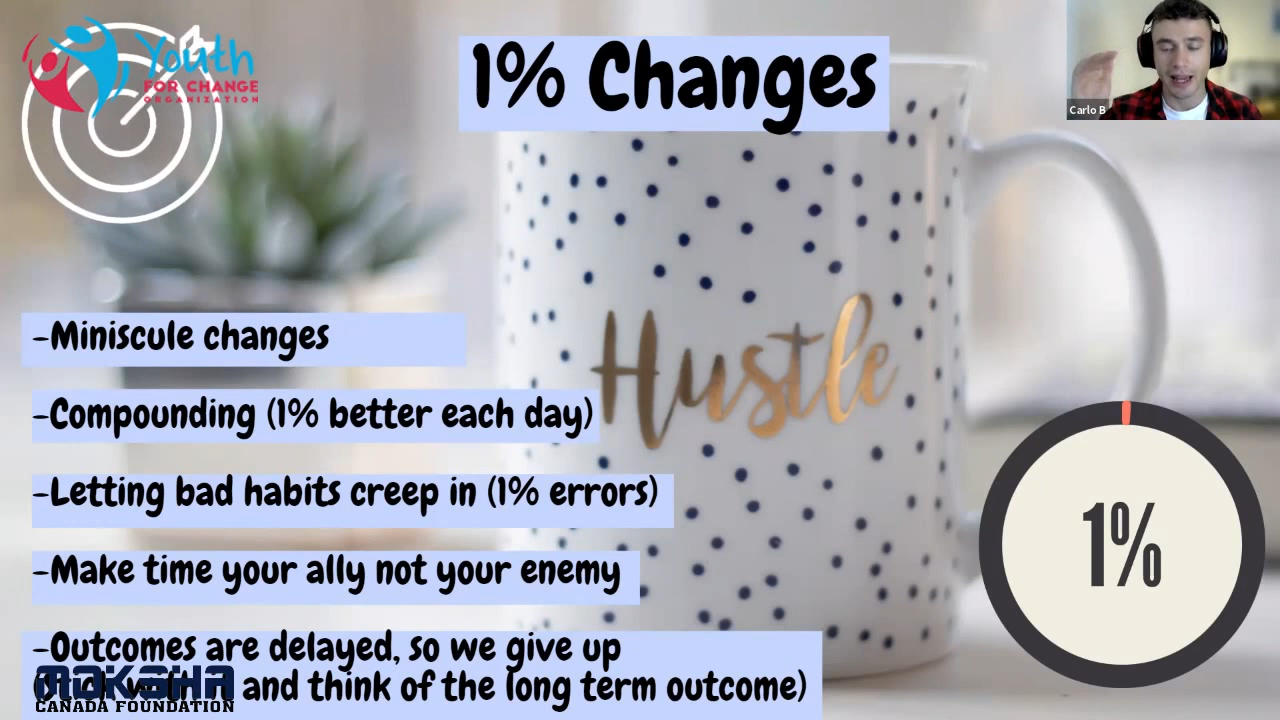 Youth
FOR CHANGE
ORGANIZATION
1% Changes
Carlo B
-Miniscule changes
Hustle
-Compounding (1% better each day)
-Letting bad habits creep in (1% errors)
1%
-Make time your ally not your enemy
-Outcomes are delayed, so we give up
and think of the long term outcome)
MOKSHA
CANADA FOUNDATION